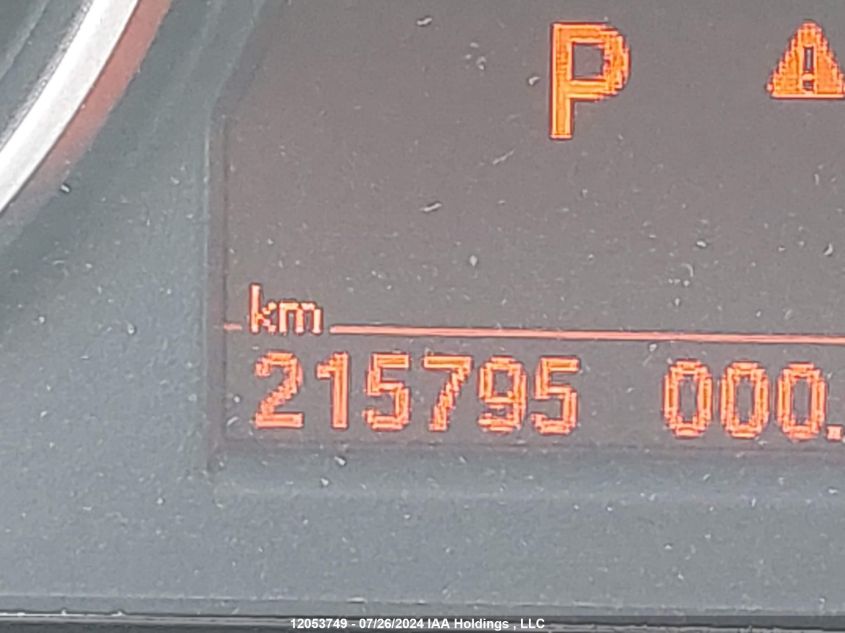 P
km
215795 000.
12053749 - 07/26/2024 IAA Holdings , LLC